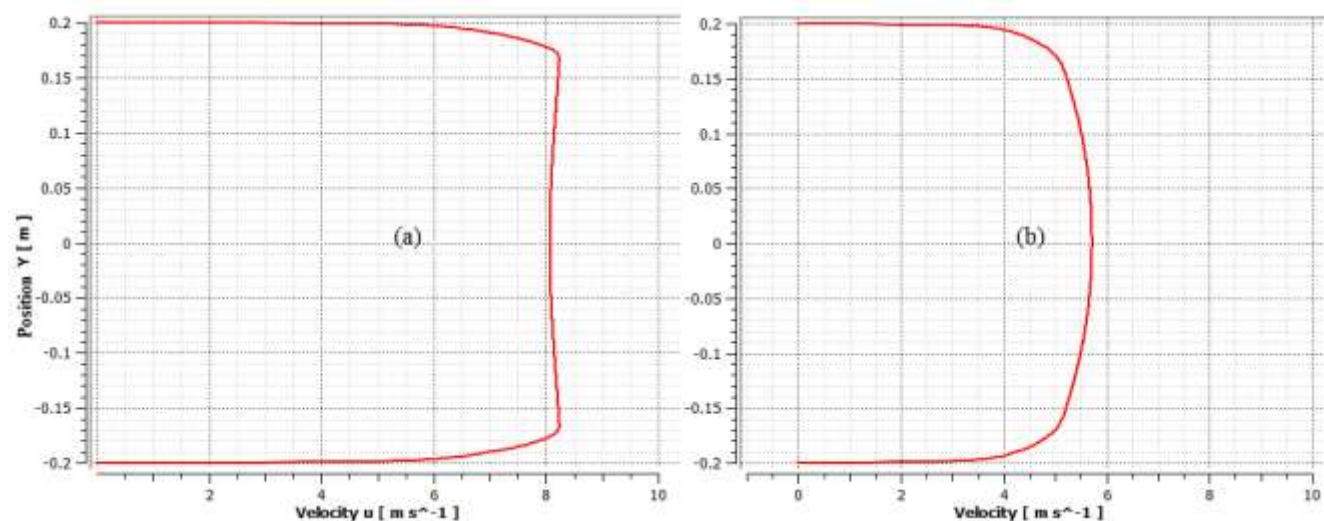 0.2
0.15
0.1
0.05
0
-0.05
-0.1
-0.15
-0.2
Position Y [ m ]
(a)
2 4 6 8 10
Velocity u [ m s^-1 ]
0.2
0.15
0.1
0.05
0
-0.05
-0.1
-0.15
-0.2
(b)
0 2 4 6 8 10
Velocity [ m s^-1 ]